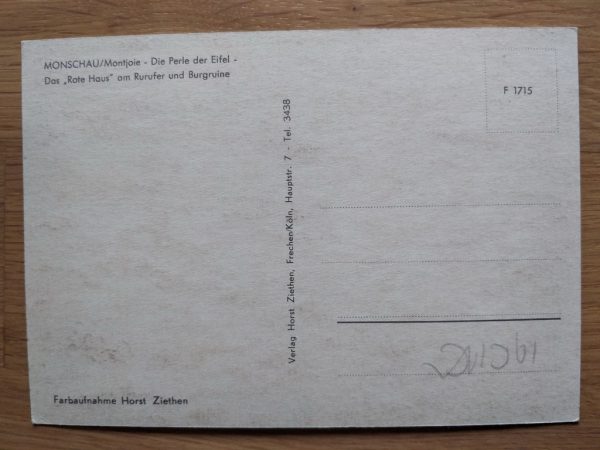 MONSCHAU/Montjoie - Die Perle der Eifel -
Das „Rote Haus" am Rurufer und Burgruine
F 1715
Verlag Horst Ziethen, Frechen/Köln, Hauptstr. 7 - Tel. 3438
Farbaufnahme Horst Ziethen